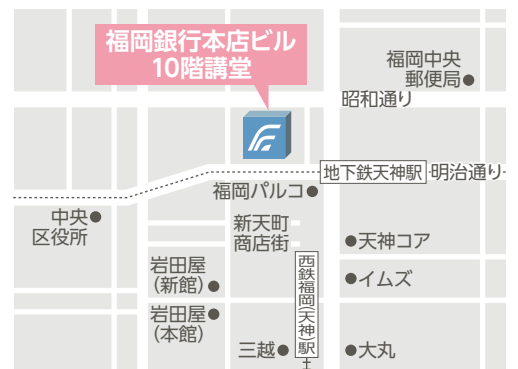 福岡銀行本店ビル
10階講堂
福岡中央
郵便局
昭和通り
地下鉄天神駅
明治通り
福岡パルコ
中央
区役所
新天町
商店街
天神コア
岩田屋
(新館)
西鉄福岡(天神)駅
イムズ
岩田屋
(本館)
三越
大丸